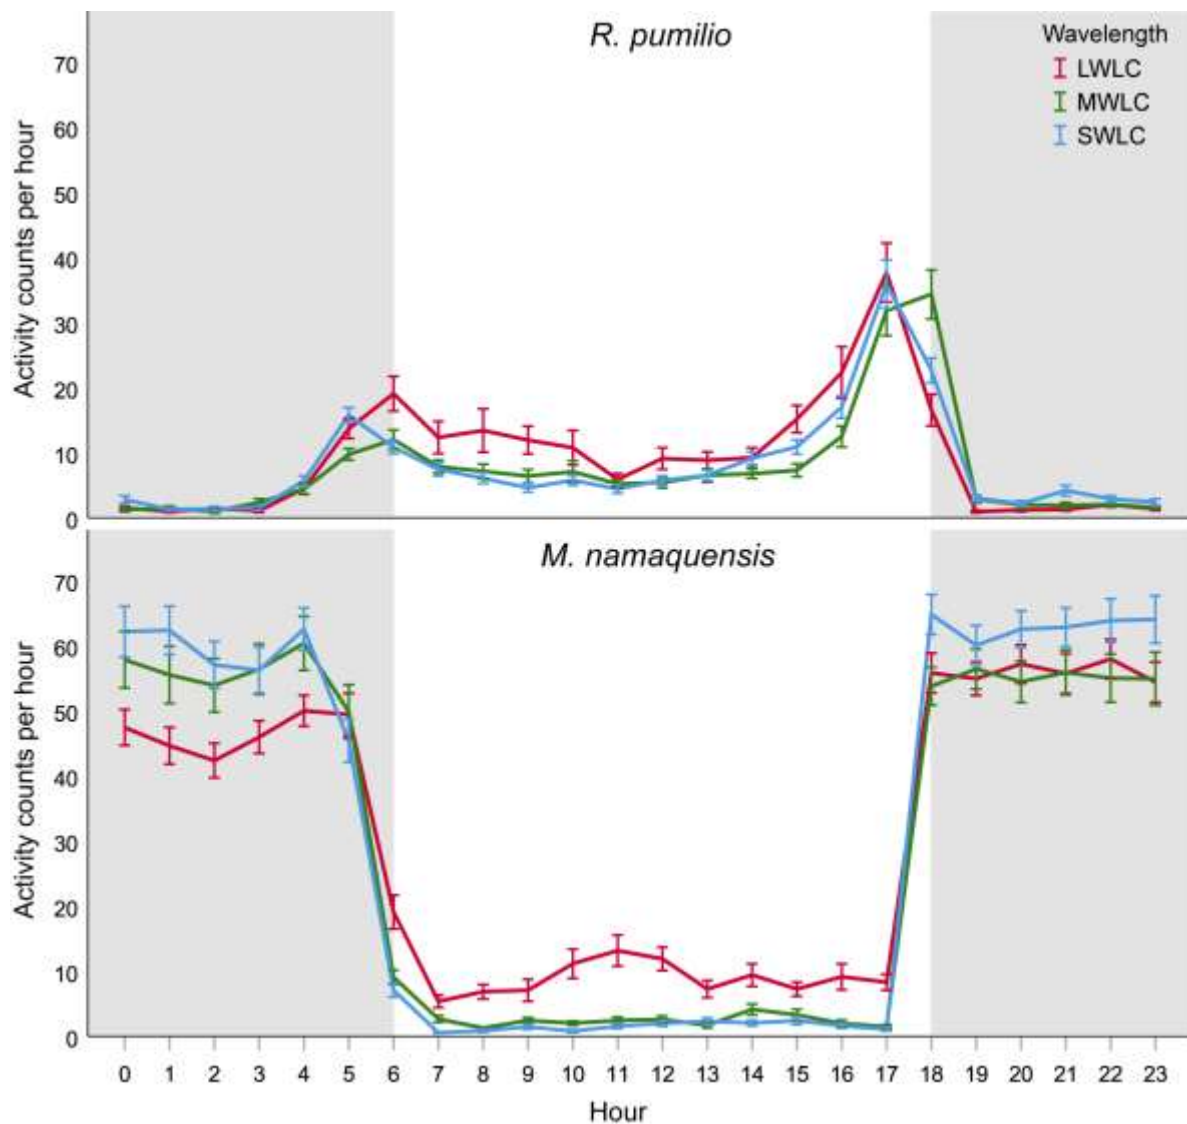 R. pumilio
Wavelength
LWLC
MWLC
SWLC
Activity counts per hour
70
60
50
40
30
20
10
0
M. namaquensis
Activity counts per hour
70
60
50
40
30
20
10
0
0 1 2 3 4 5 6 7 8 9 10 11 12 13 14 15 16 17 18 19 20 21 22 23
Hour